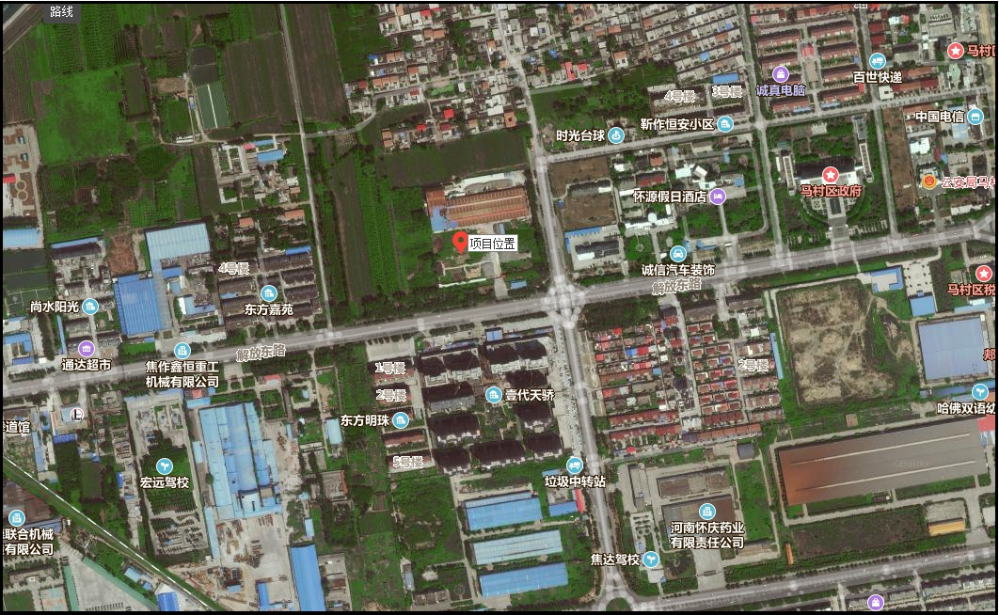 路线
马村区
诚真电脑
百世快递
4号楼
3号楼
时光台球
靳作恒安小区
中国电信
怀源假日酒店
马村区政府
公安局马村
项目位置
诚信汽车装饰
解放东路
4号楼
尚水阳光
东方嘉苑
马村区税
通达超市
焦作鑫恒重工
机械有限公司
解放东路
1号楼
2号楼
2号楼
壹代天骄
东方明珠
哈佛双语幼
道馆
5号楼
宏远驾校
垃圾中转站
河南怀庆药业
有限责任公司
联合机械
有限公司
焦达驾校